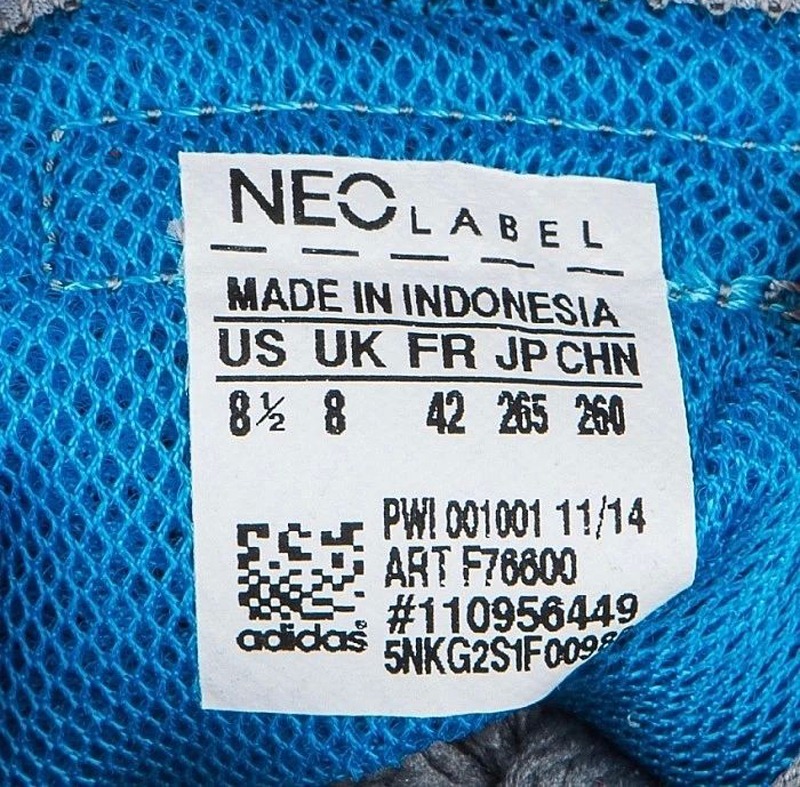 NEO LABEL
MADE IN INDONESIA
US UK FR JP CHN
8½ 8 42 265 260
PWI 001001 11/14
ART F76600
#110956449
adidas®